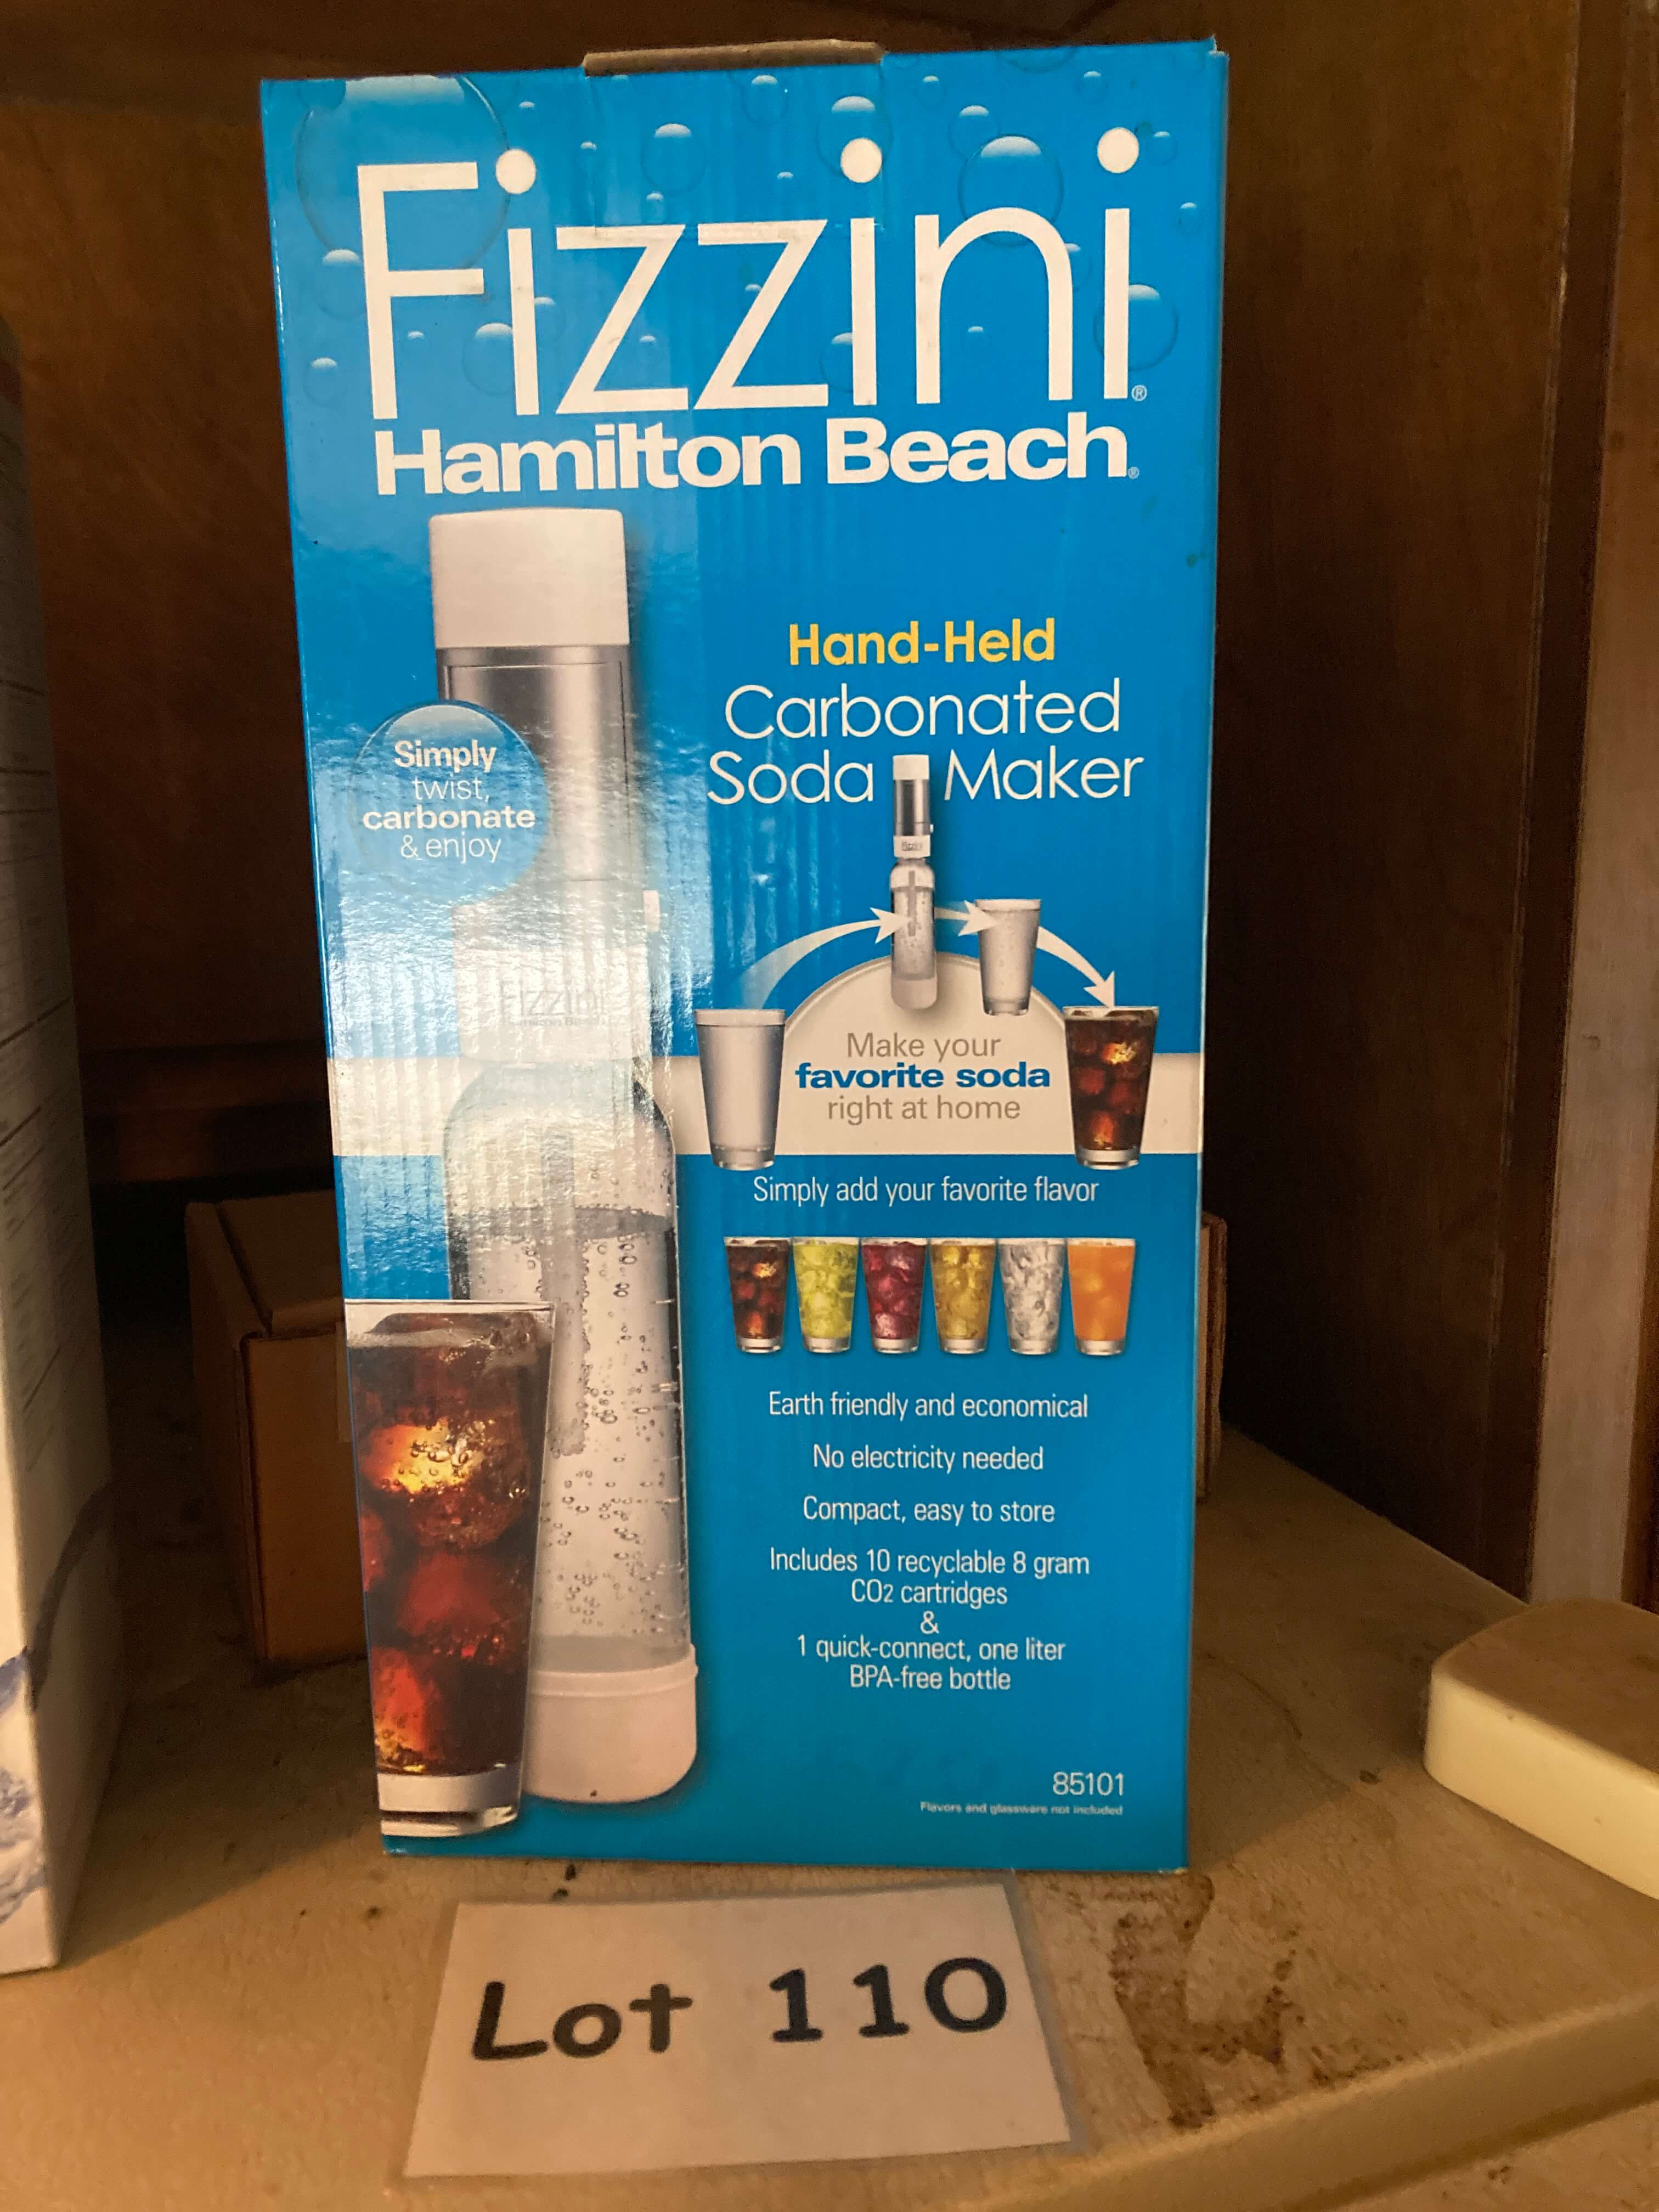 Fizzini®
Hamilton Beach®
Hand-Held
Carbonated
Soda Maker
Simply
twist,
carbonate
& enjoy
Fizzini
Hamilton Beach
Make your
favorite soda
right at home
Simply add your favorite flavor
Earth friendly and economical
No electricity needed
Compact, easy to store
Includes 10 recyclable 8 gram
CO2 cartridges
&
1 quick-connect, one liter
BPA-free bottle
85101
Flavors and glassware not included
Lot 110